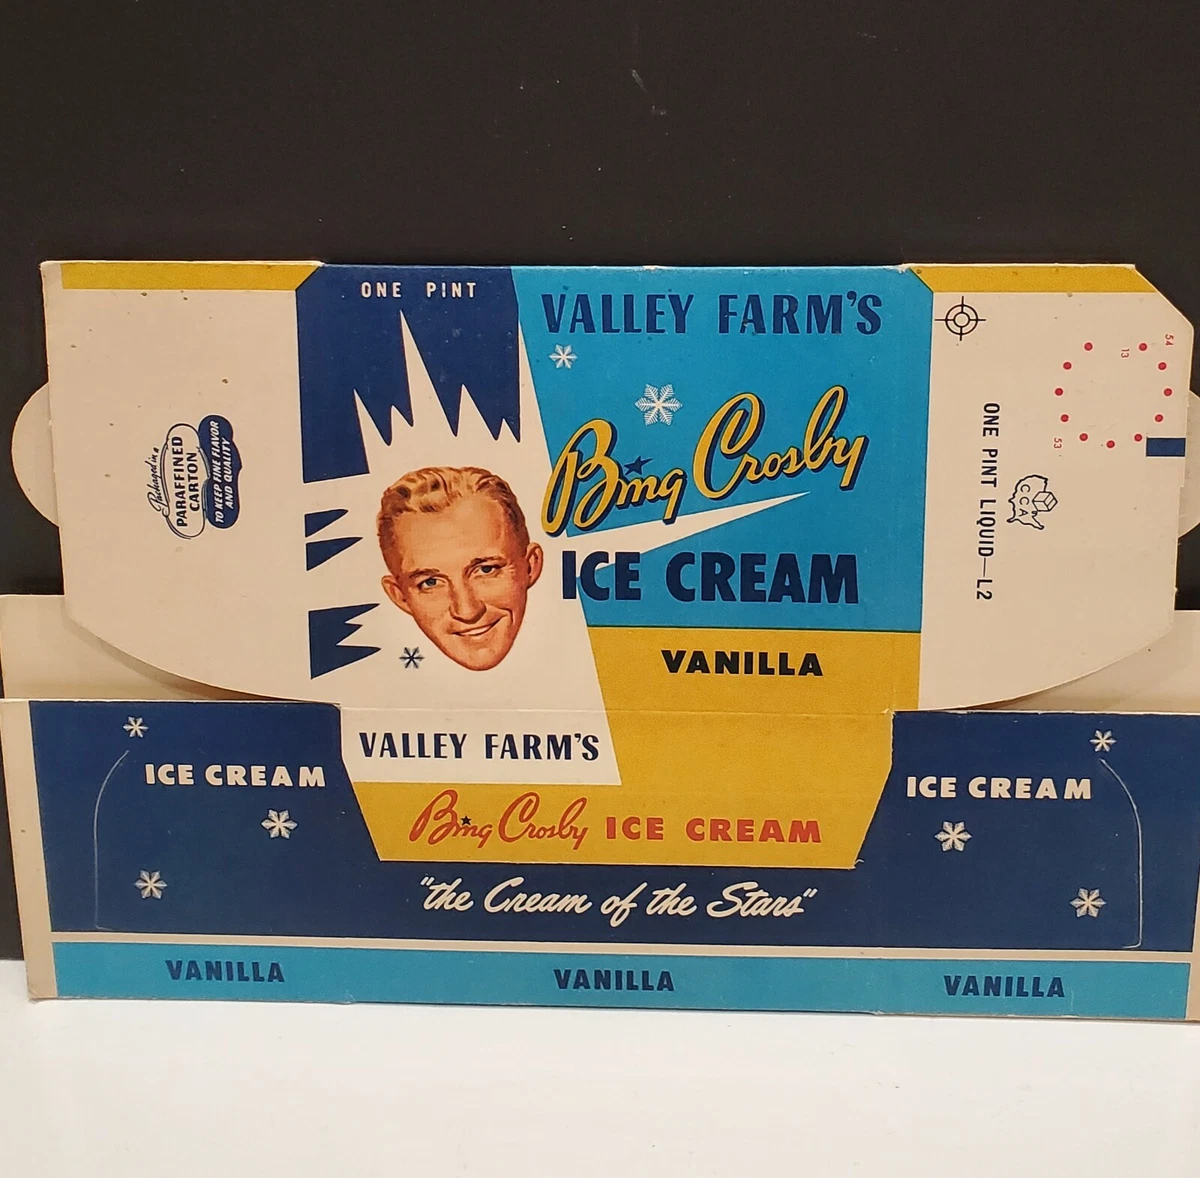 ONE PINT
VALLEY FARM'S
Bing Crosby
ICE CREAM
VANILLA
Packaged in a
PARAFFINED
CARTON
TO KEEP FINE FLAVOR
AND QUALITY
54
13
53
ONE PINT LIQUID—L2
CCA
VALLEY FARM'S
Bing Crosby ICE CREAM
ICE CREAM
ICE CREAM
"the Cream of the Stars"
VANILLA
VANILLA
VANILLA